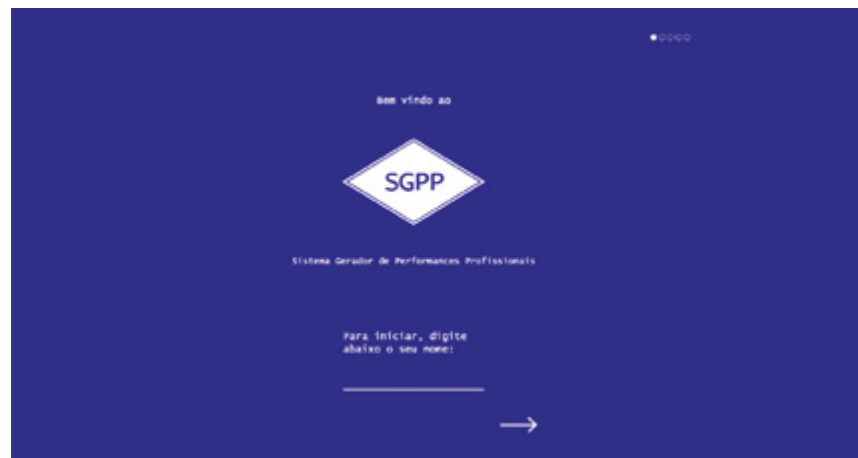 Bem vindo ao
SGPP
Sistema Gerador de Performances Profissionais
Para iniciar, digite
abaixo o seu nome: